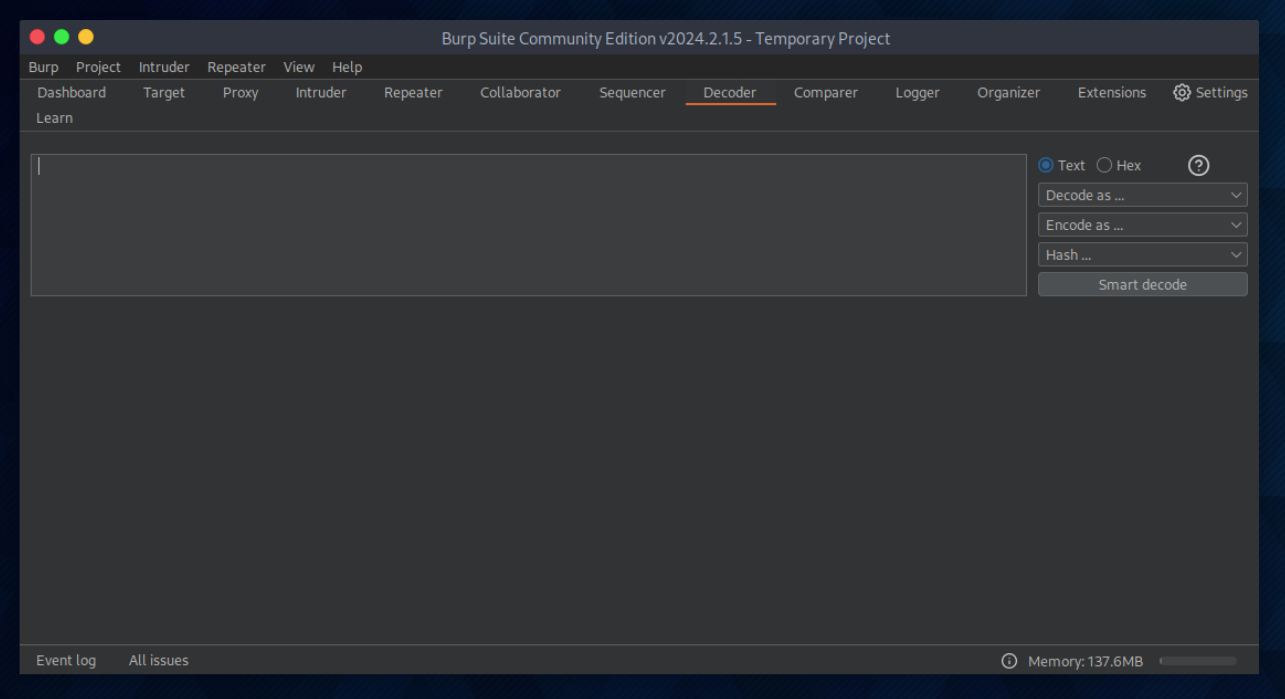 Burp Suite Community Edition v2024.2.1.5 - Temporary Project
Burp Project Intruder Repeater View Help
Dashboard Target Proxy Intruder Repeater Collaborator Sequencer Decoder Comparer Logger Organizer Extensions Settings
Learn
Text Hex ?
Decode as ...
Encode as ...
Hash ...
Smart decode
Event log All issues Memory: 137.6MB